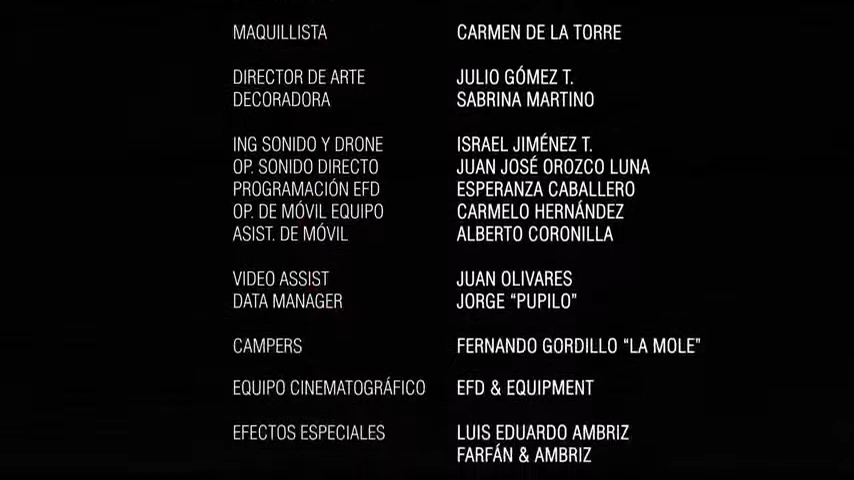 MAQUILLISTA CARMEN DE LA TORRE
DIRECTOR DE ARTE JULIO GÓMEZ T.
DECORADORA SABRINA MARTINO
ING SONIDO Y DRONE ISRAEL JIMÉNEZ T.
OP. SONIDO DIRECTO JUAN JOSÉ OROZCO LUNA
PROGRAMACIÓN EFD ESPERANZA CABALLERO
OP. DE MÓVIL EQUIPO CARMELO HERNÁNDEZ
ASIST. DE MÓVIL ALBERTO CORONILLA
VIDEO ASSIST JUAN OLIVARES
DATA MANAGER JORGE “PUPILO”
CAMPERS FERNANDO GORDILLO “LA MOLE”
EQUIPO CINEMATOGRÁFICO EFD & EQUIPMENT
EFECTOS ESPECIALES LUIS EDUARDO AMBRIZ
FARFÁN & AMBRIZ